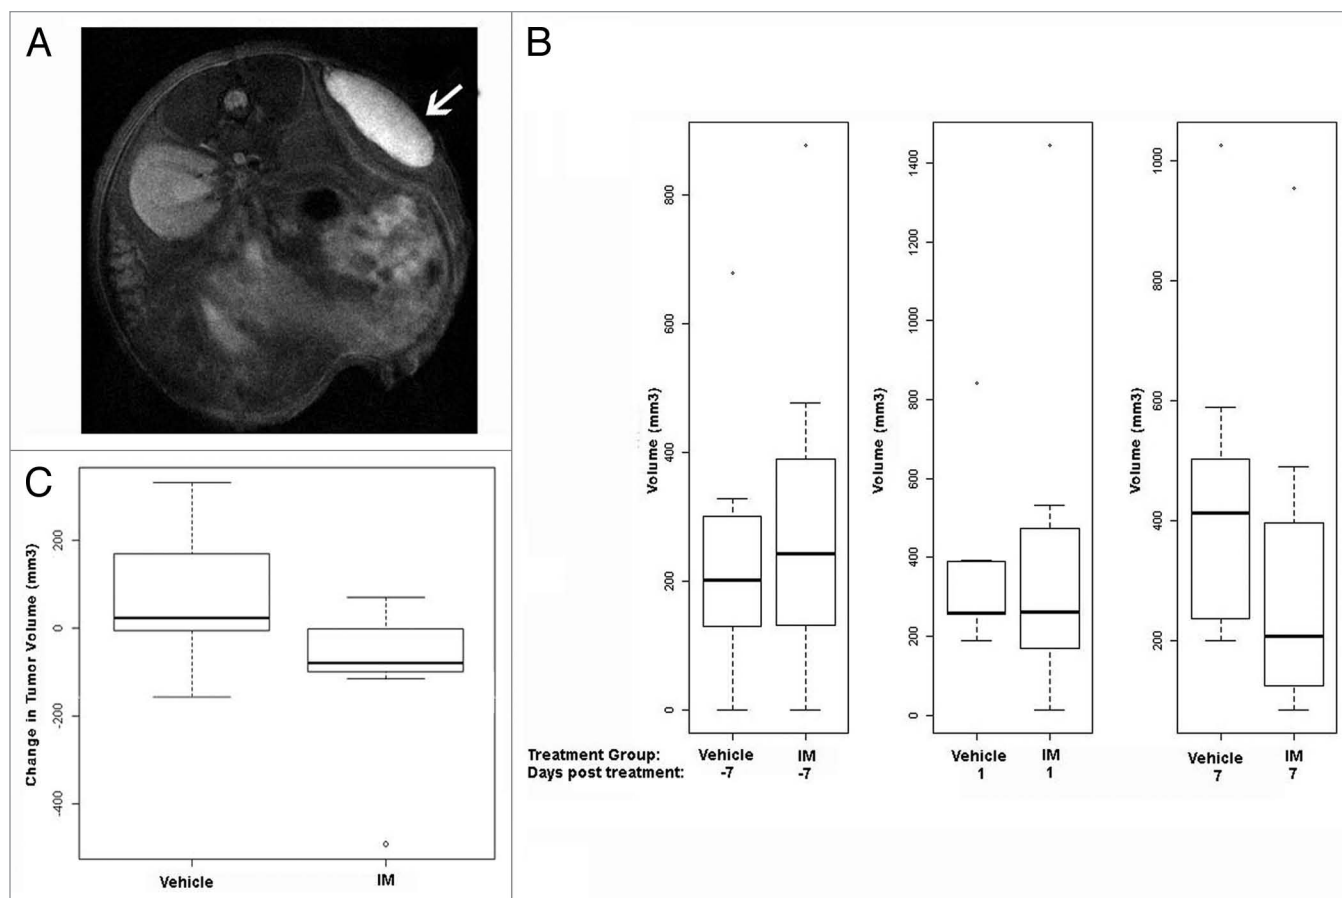 A
B
800
600
400
200
0
Volume (mm3)
1400
1200
1000
800
600
400
200
0
Volume (mm3)
1000
800
600
400
200
Volume (mm3)
Treatment Group: Vehicle IM Vehicle IM Vehicle IM
Days post treatment: -7 -7 1 1 7 7
C
200
0
-200
-400
Change in Tumor Volume (mm3)
Vehicle IM